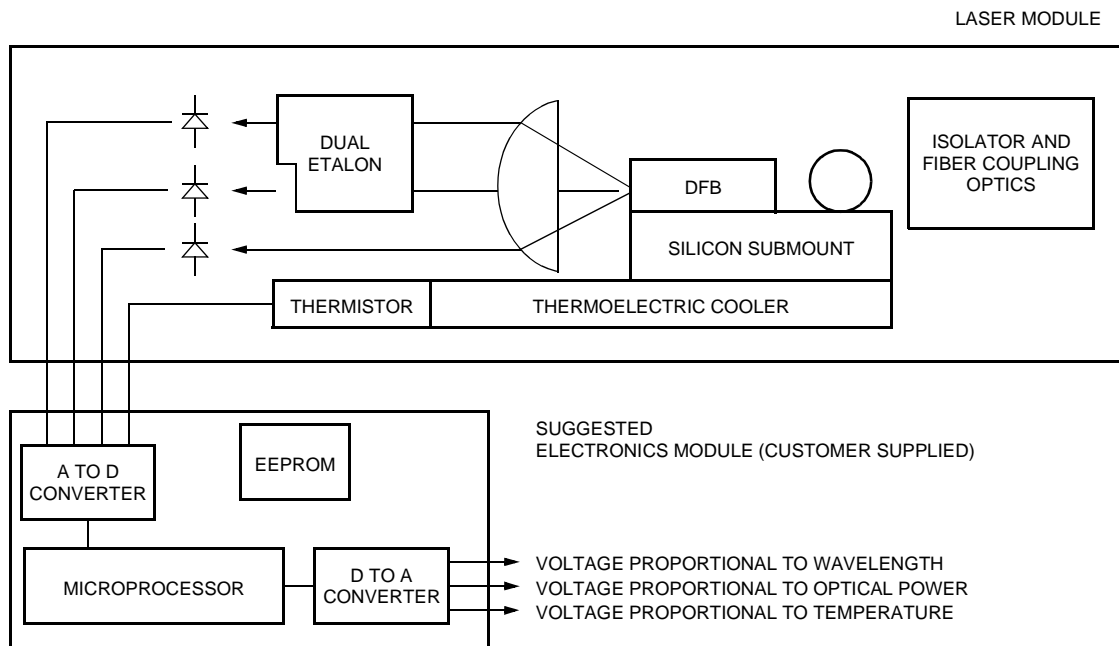 LASER MODULE
DUAL
ETALON
ISOLATOR AND
FIBER COUPLING
OPTICS
DFB
SILICON SUBMOUNT
THERMISTOR
THERMOELECTRIC COOLER
SUGGESTED
ELECTRONICS MODULE (CUSTOMER SUPPLIED)
EEPROM
A TO D
CONVERTER
MICROPROCESSOR
D TO A
CONVERTER
VOLTAGE PROPORTIONAL TO WAVELENGTH
VOLTAGE PROPORTIONAL TO OPTICAL POWER
VOLTAGE PROPORTIONAL TO TEMPERATURE